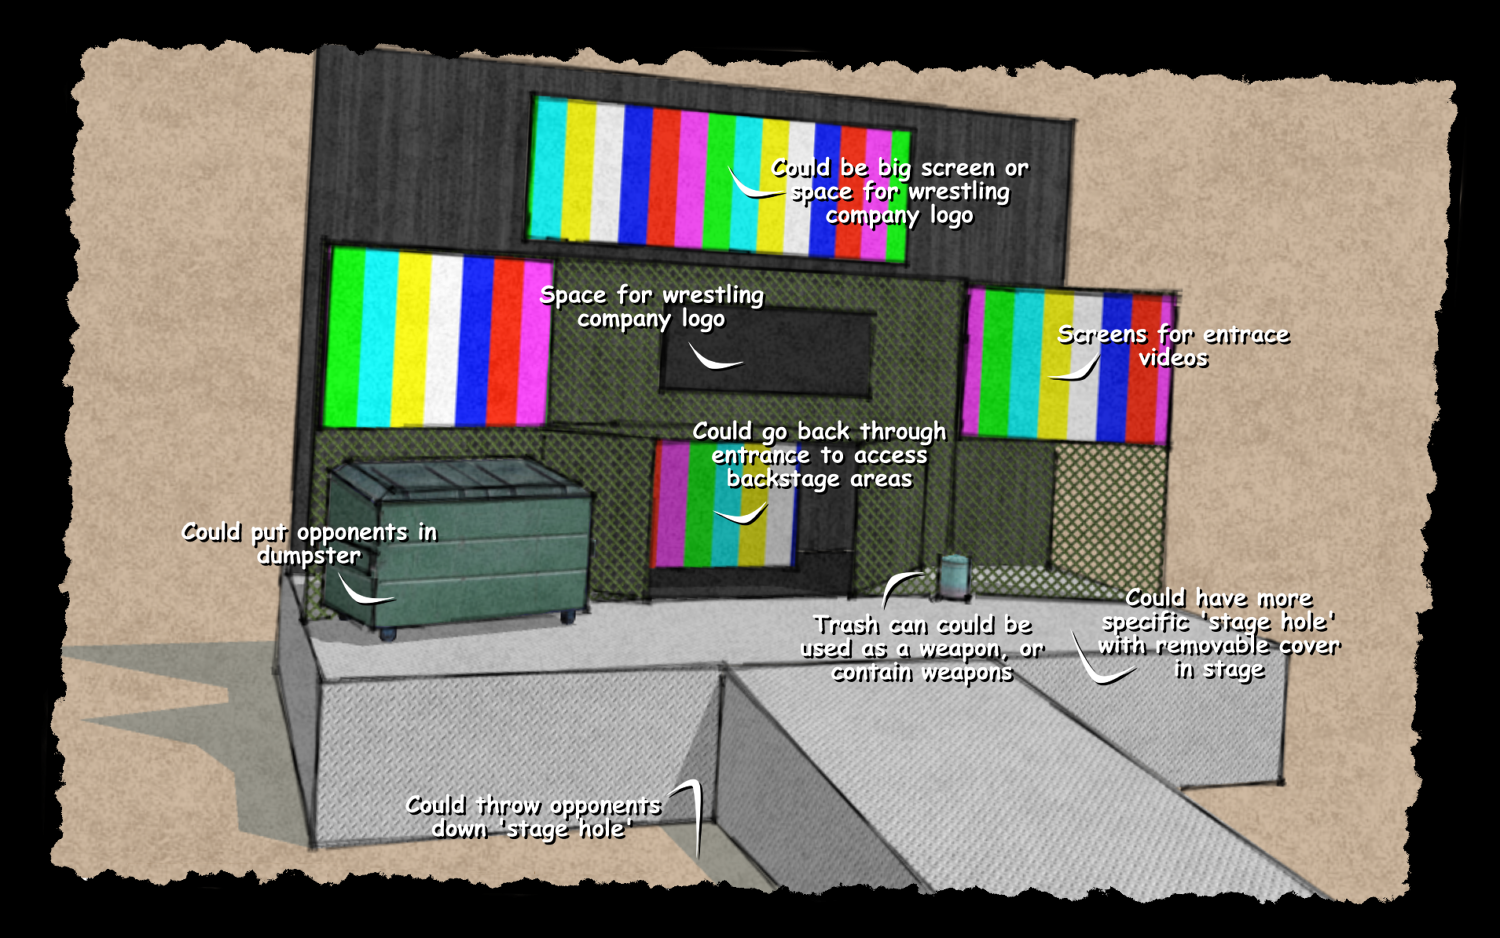 Could be big screen or
space for wrestling
company logo
Space for wrestling
company logo
Screens for entrace
videos
Could go back through
entrance to access
backstage areas
Could put opponents in
dumpster
Trash can could be
used as a weapon, or
contain weapons
Could have more
specific 'stage hole'
with removable cover
in stage
Could throw opponents
down 'stage hole'